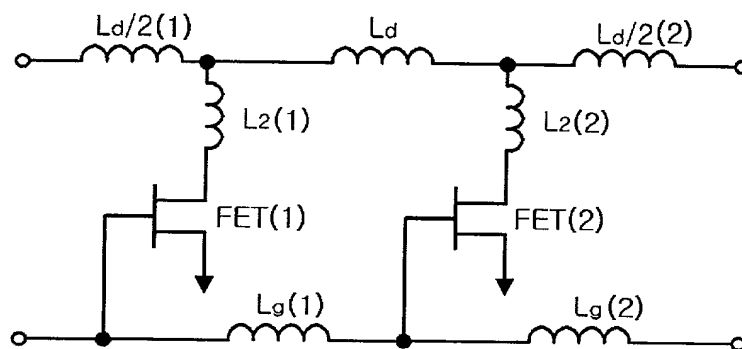 Ld/2(1)
Ld
Ld/2(2)
L2(1)
L2(2)
FET(1)
FET(2)
Lg(1)
Lg(2)